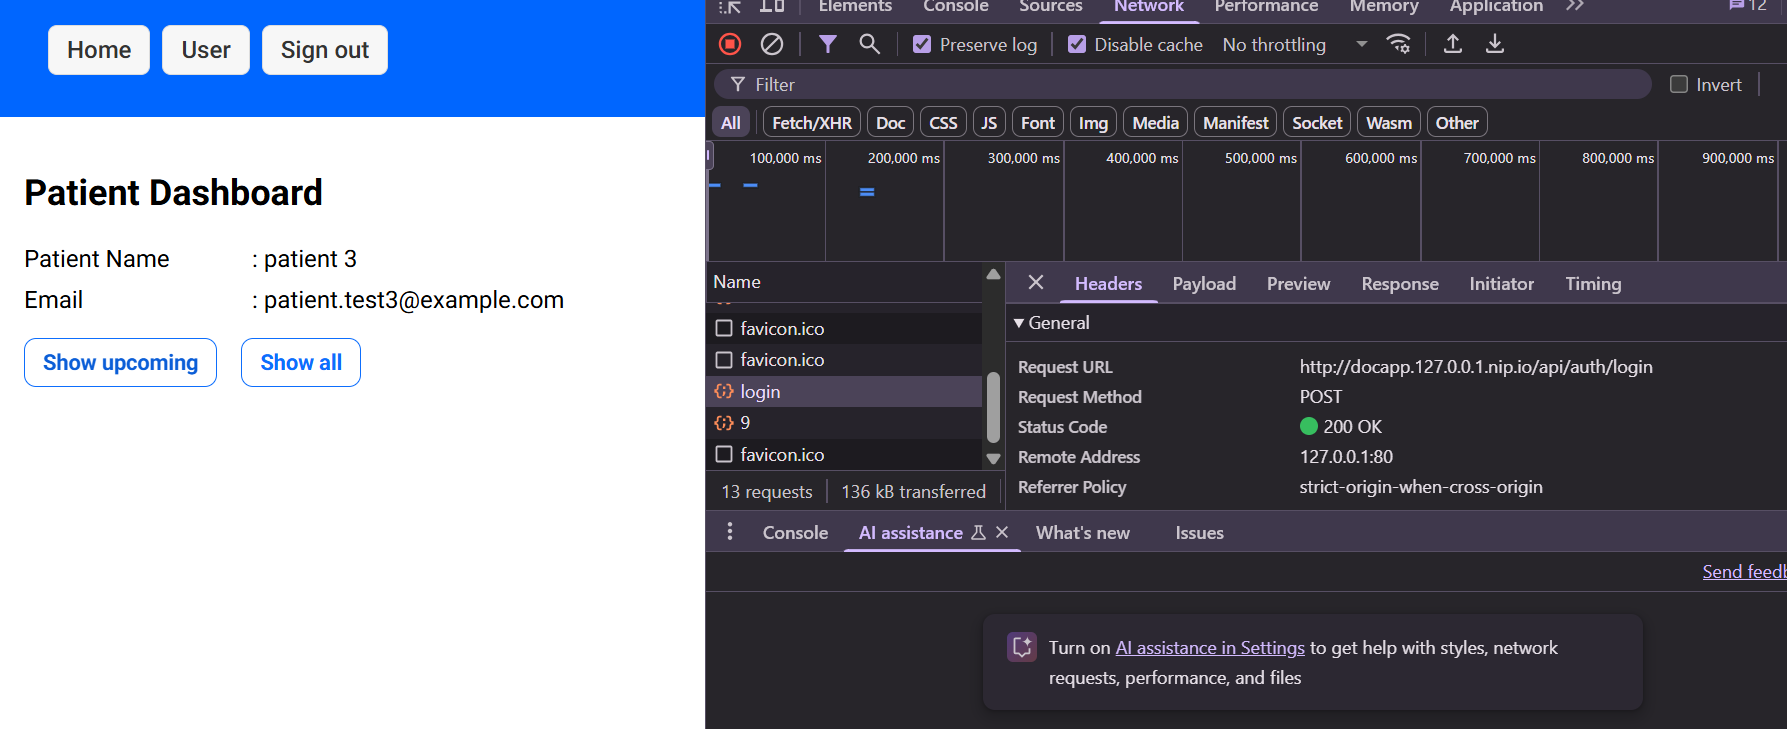 Home User Sign out
Patient Dashboard
Patient Name : patient 3
Email : patient.test3@example.com
Show upcoming Show all
Elements Console Sources Network Performance Memory Application 12
Preserve log Disable cache No throttling
Filter Invert
All Fetch/XHR Doc CSS JS Font Img Media Manifest Socket Wasm Other
100,000 ms 200,000 ms 300,000 ms 400,000 ms 500,000 ms 600,000 ms 700,000 ms 800,000 ms 900,000 ms
Name
favicon.ico
favicon.ico
login
9
favicon.ico
13 requests 136 kB transferred
Headers Payload Preview Response Initiator Timing
General
Request URL http://docapp.127.0.0.1.nip.io/api/auth/login
Request Method POST
Status Code 200 OK
Remote Address 127.0.0.1:80
Referrer Policy strict-origin-when-cross-origin
Console AI assistance What's new Issues
Send feedb
Turn on AI assistance in Settings to get help with styles, network
requests, performance, and files